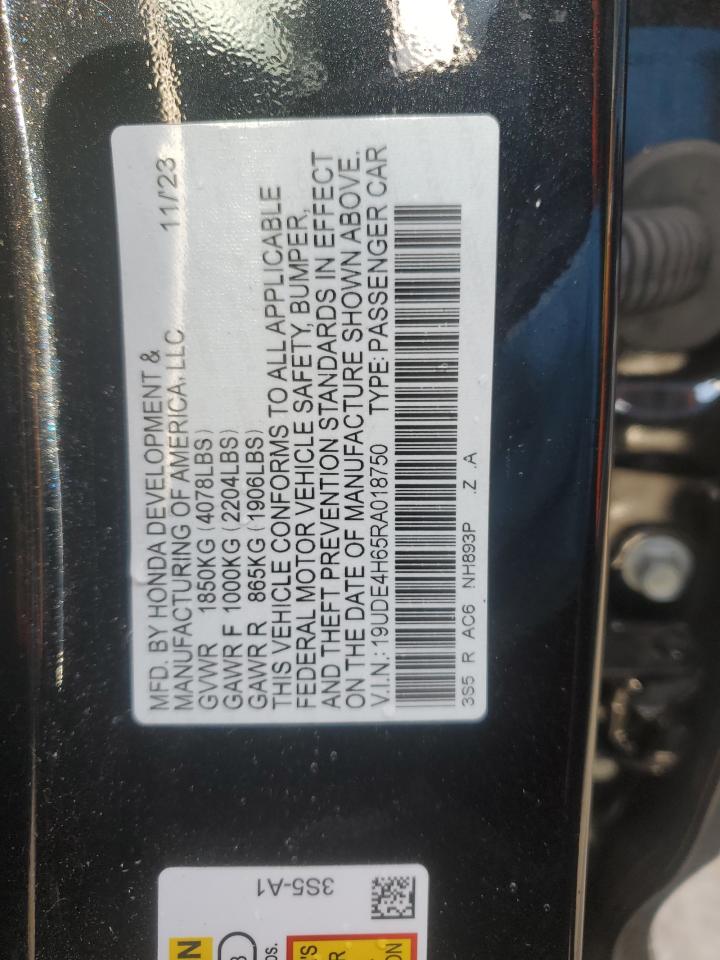 MFD. BY HONDA DEVELOPMENT &
MANUFACTURING OF AMERICA, LLC 11/'23
GVWR 1850KG (4078LBS)
GAWR F 1000KG (2204LBS)
GAWR R 865KG (1906LBS)
THIS VEHICLE CONFORMS TO ALL APPLICABLE
FEDERAL MOTOR VEHICLE SAFETY, BUMPER,
AND THEFT PREVENTION STANDARDS IN EFFECT
ON THE DATE OF MANUFACTURE SHOWN ABOVE.
V.I.N.: 19UDE4H65RA018750 TYPE: PASSENGER CAR
3S5 R AC6 NH893P .Z .A
3S5-A1